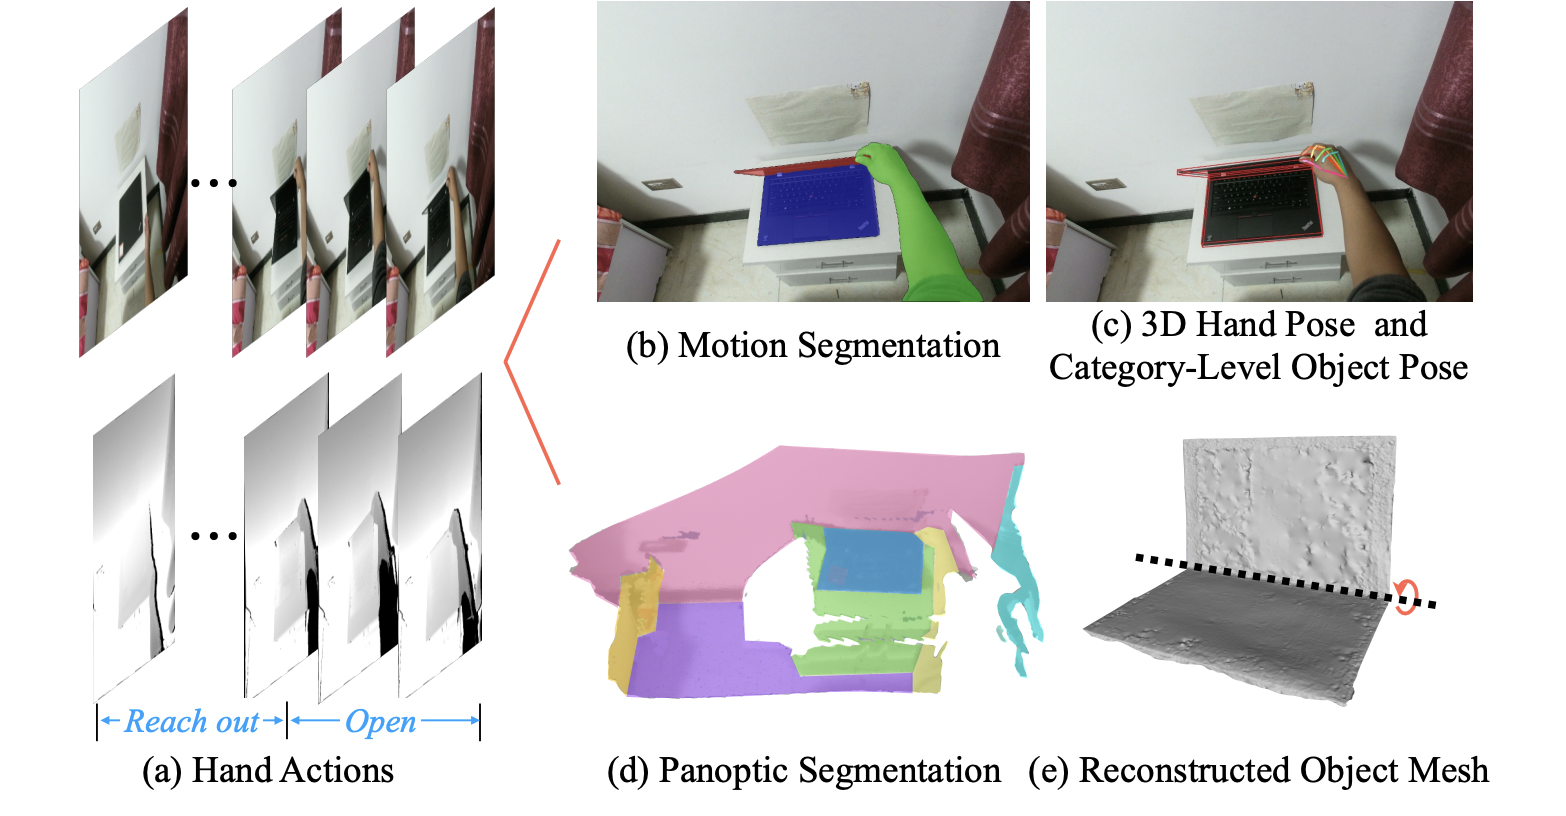 Reach out
Open
(a) Hand Actions
(b) Motion Segmentation
(c) 3D Hand Pose and
Category-Level Object Pose
(d) Panoptic Segmentation
(e) Reconstructed Object Mesh